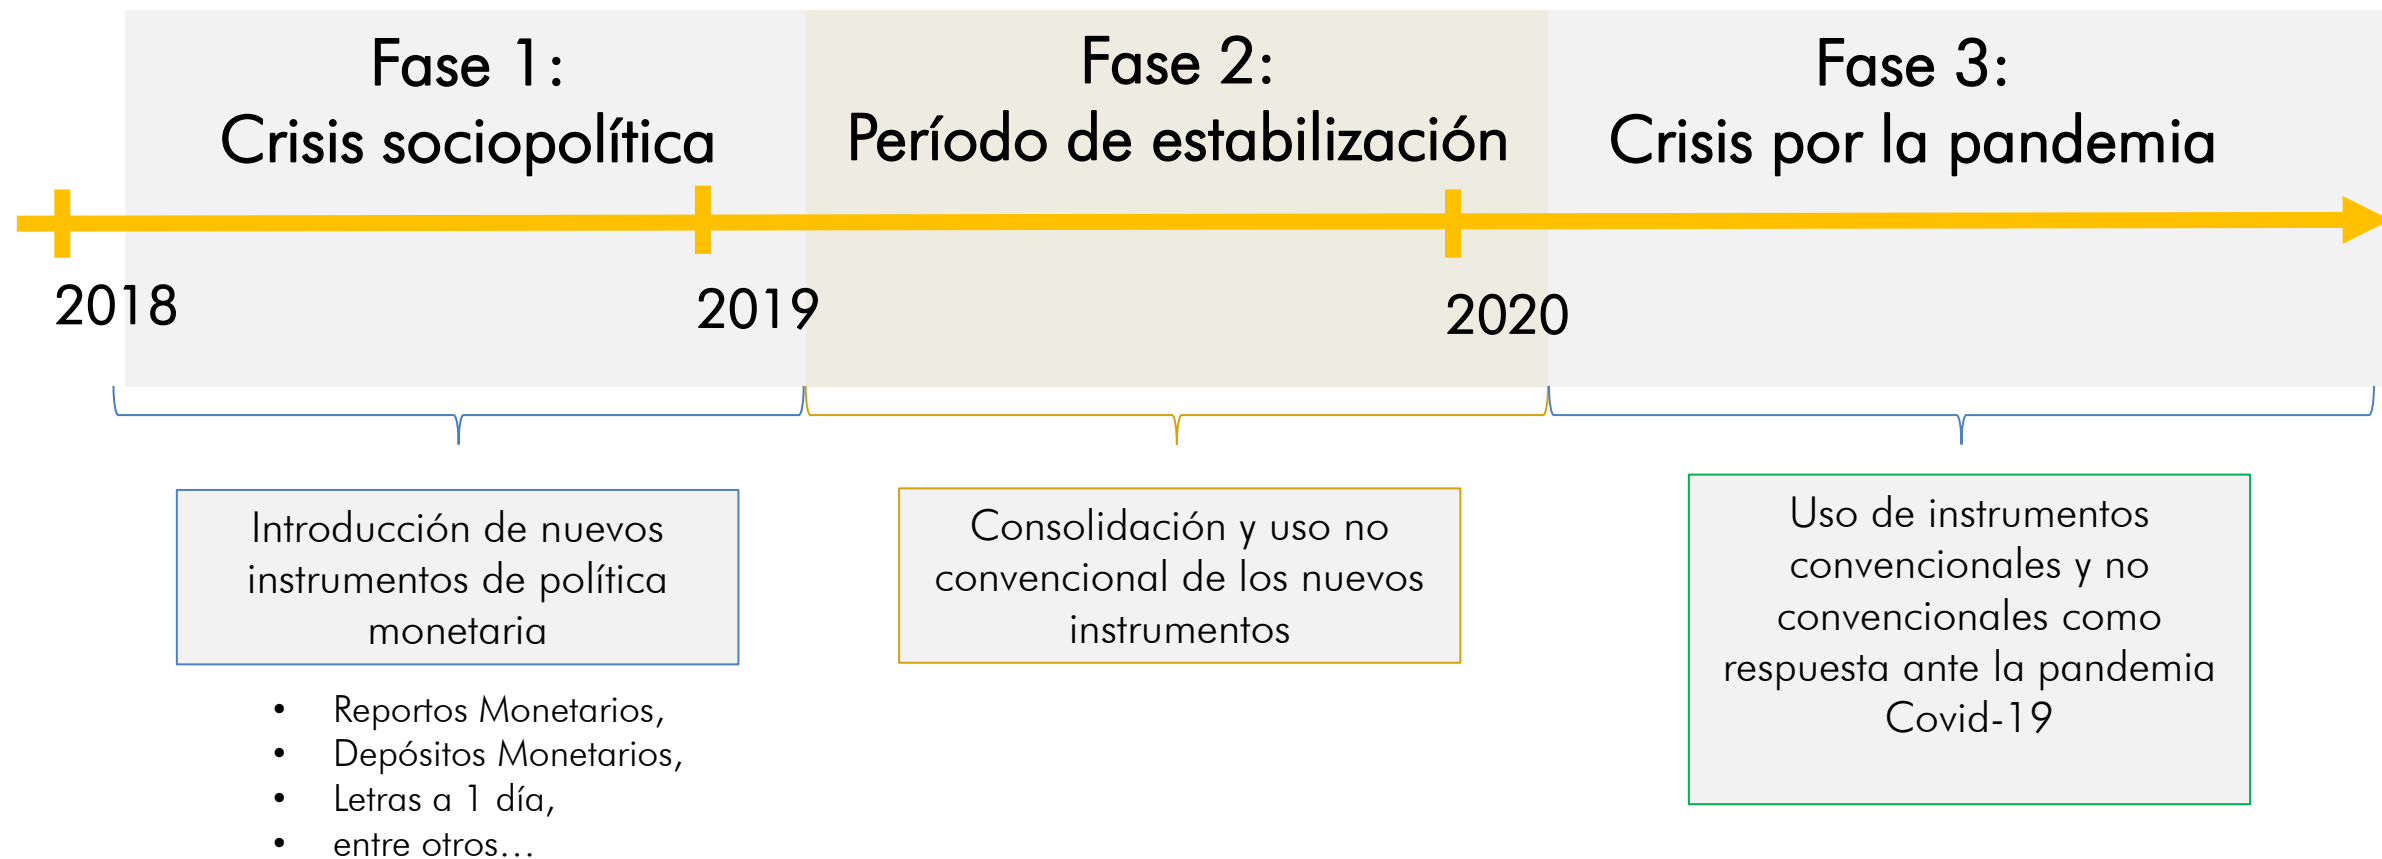 Fase 1:
Crisis sociopolítica
Fase 2:
Período de estabilización
Fase 3:
Crisis por la pandemia
2018
2019
2020
Introducción de nuevos
instrumentos de política
monetaria
• Reportos Monetarios,
• Depósitos Monetarios,
• Letras a 1 día,
• entre otros...
Consolidación y uso no
convencional de los nuevos
instrumentos
Uso de instrumentos
convencionales y no
convencionales como
respuesta ante la pandemia
Covid-19